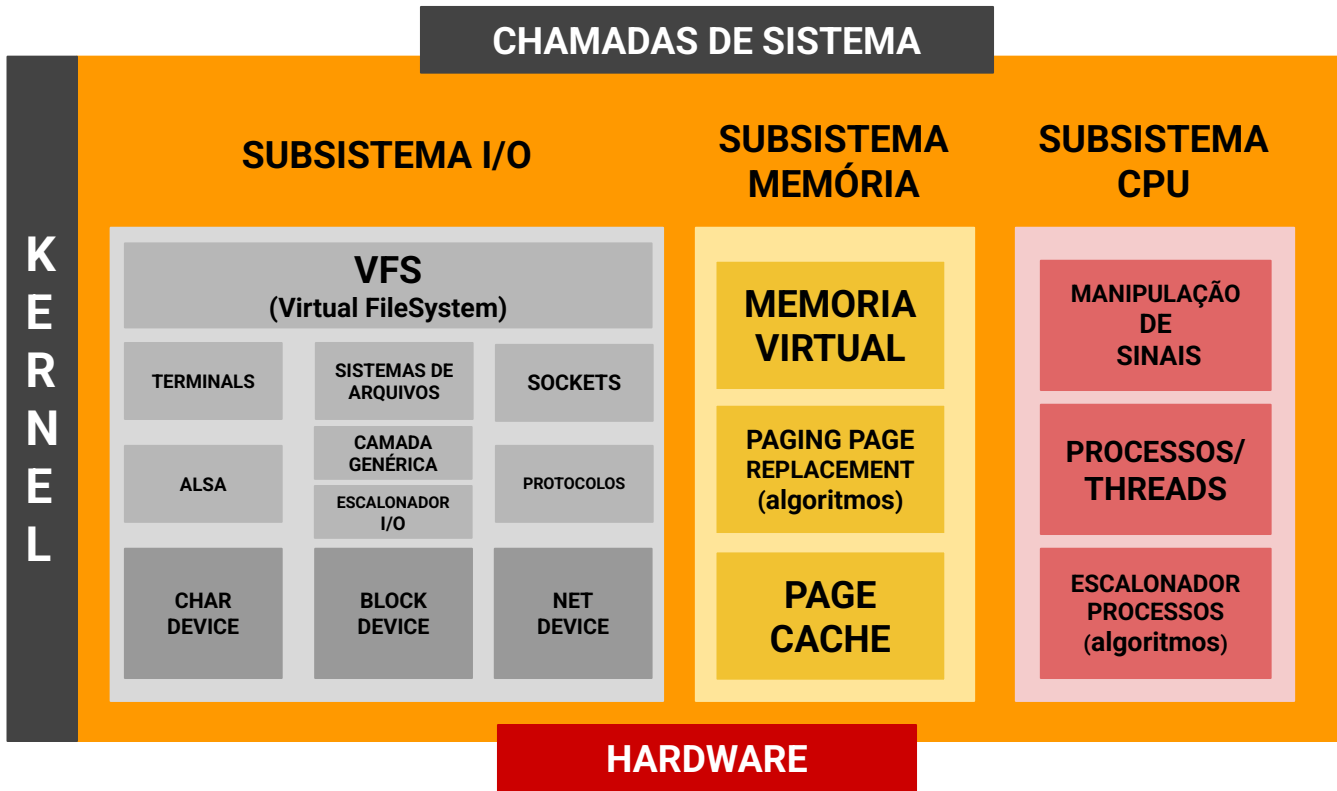 CHAMADAS DE SISTEMA
KERNEL
SUBSISTEMA I/O
VFS
(Virtual FileSystem)
TERMINALS
SISTEMAS DE
ARQUIVOS
SOCKETS
ALSA
CAMADA
GENÉRICA
ESCALONADOR
I/O
PROTOCOLOS
CHAR
DEVICE
BLOCK
DEVICE
NET
DEVICE
SUBSISTEMA
MEMÓRIA
MEMORIA
VIRTUAL
PAGING PAGE
REPLACEMENT
(algoritmos)
PAGE
CACHE
SUBSISTEMA
CPU
MANIPULAÇÃO
DE
SINAIS
PROCESSOS/
THREADS
ESCALONADOR
PROCESSOS
(algoritmos)
HARDWARE